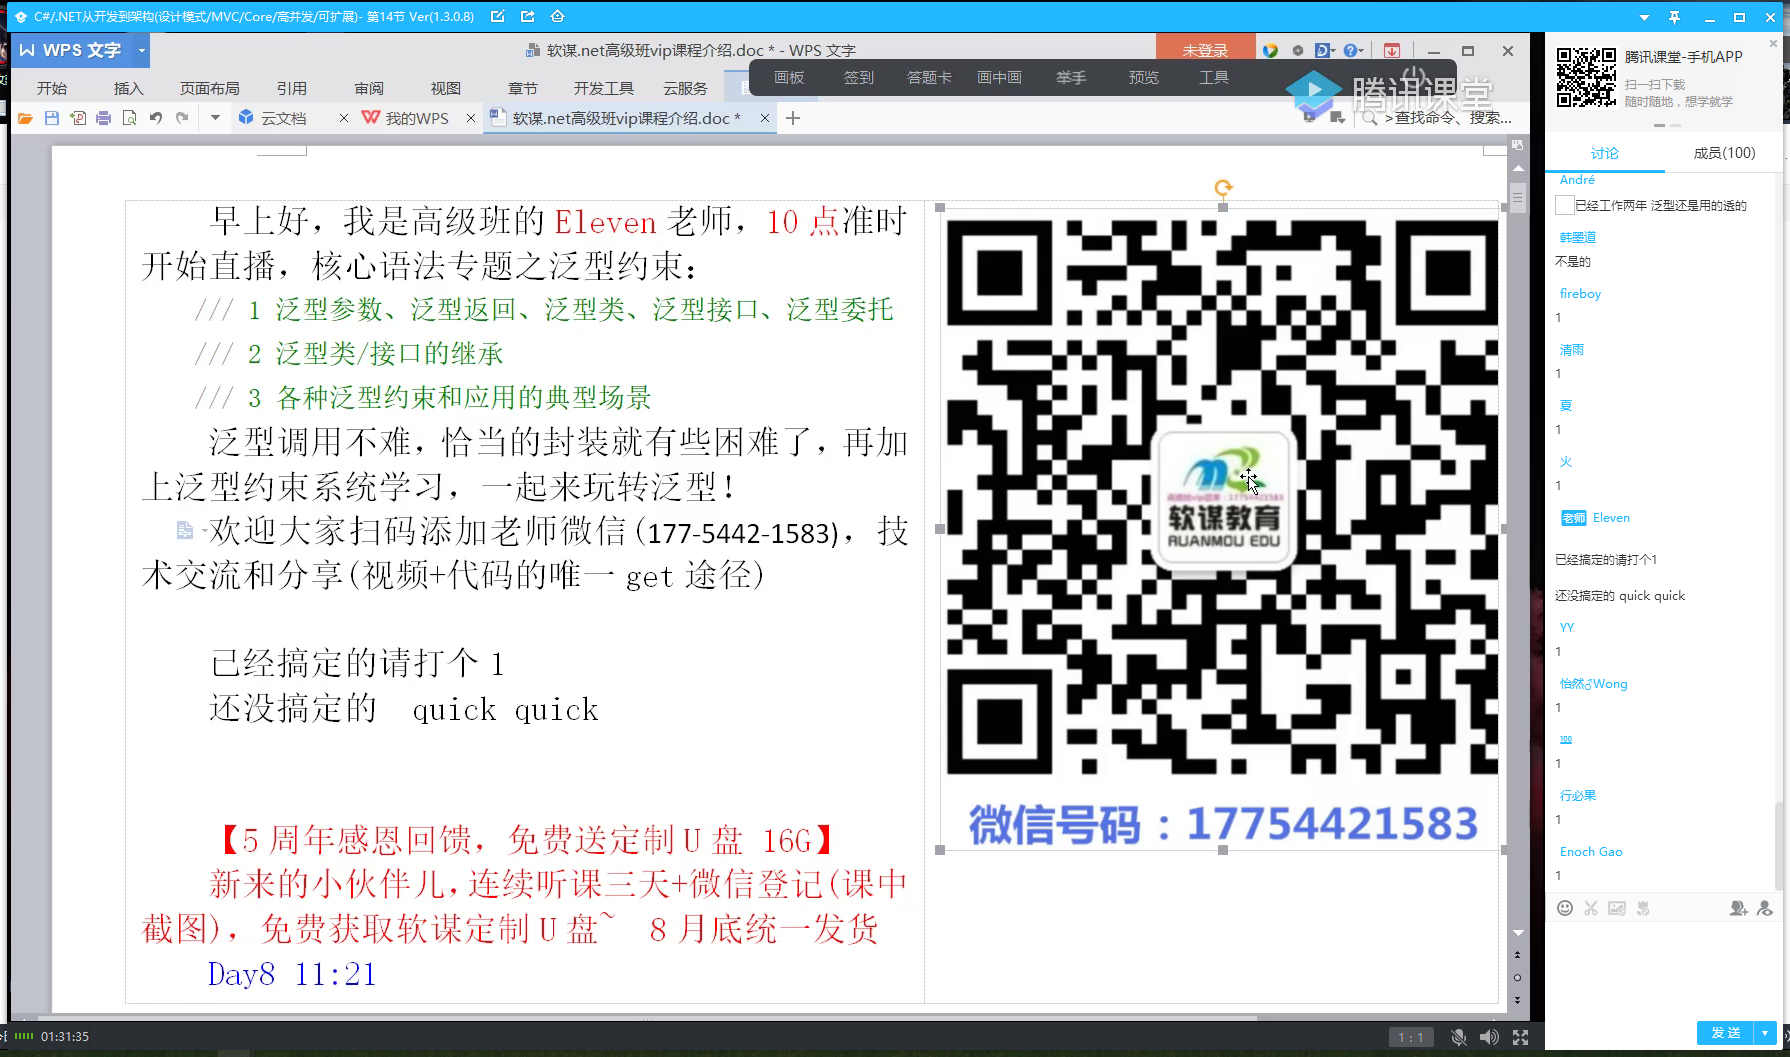 C#/.NET从开发到架构(设计模式/MVC/Core/高并发/可扩展)- 第14节 Ver(1.3.0.8)
WPS 文字
软谋.net高级班vip课程介绍.doc * - WPS 文字
未登录
开始 插入 页面布局 引用 审阅 视图 章节 开发工具 云服务
画板 签到 答题卡 画中画 举手 预览 工具
腾讯课堂
云文档 × 我的WPS × 软谋.net高级班vip课程介绍.doc * ×
>查找命令、搜索...
早上好，我是高级班的 Eleven 老师，10 点准时
开始直播，核心语法专题之泛型约束：
/// 1 泛型参数、泛型返回、泛型类、泛型接口、泛型委托
/// 2 泛型类/接口的继承
/// 3 各种泛型约束和应用的典型场景
泛型调用不难，恰当的封装就有些困难了，再加
上泛型约束系统学习，一起来玩转泛型！
欢迎大家扫码添加老师微信(177-5442-1583)，技
术交流和分享(视频+代码的唯一 get 途径)
已经搞定的请打个 1
还没搞定的 quick quick
【5 周年感恩回馈，免费送定制 U 盘 16G】
新来的小伙伴儿，连续听课三天+微信登记(课中
截图)，免费获取软谋定制 U 盘~ 8 月底统一发货
Day8 11:21
软谋教育
RUANMOU EDU
微信号码：17754421583
腾讯课堂-手机APP
扫一扫下载
随时随地，想学就学
讨论 成员(100)
André
已经工作两年 泛型还是用的透的
韩墨道
不是的
fireboy
1
清雨
1
夏
1
火
1
老师 Eleven
已经搞定的请打个1
还没搞定的 quick quick
YY
1
怡然♂Wong
1
100
1
行必果
1
Enoch Gao
1
发送
01:31:35
1 : 1